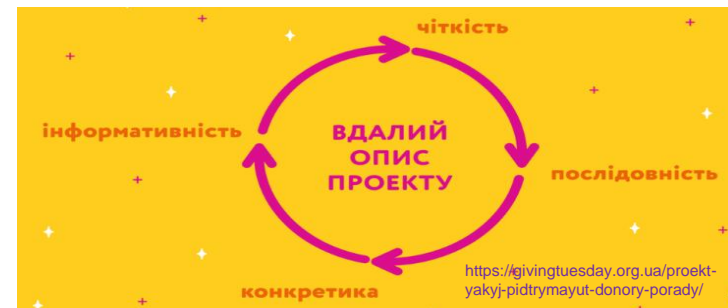 чіткість
інформативність
ВДАЛИЙ
ОПИС
ПРОЕКТУ
послідовність
конкретика
https://givingtuesday.org.ua/proekt-
yakyj-pidtrymayut-donory-porady/